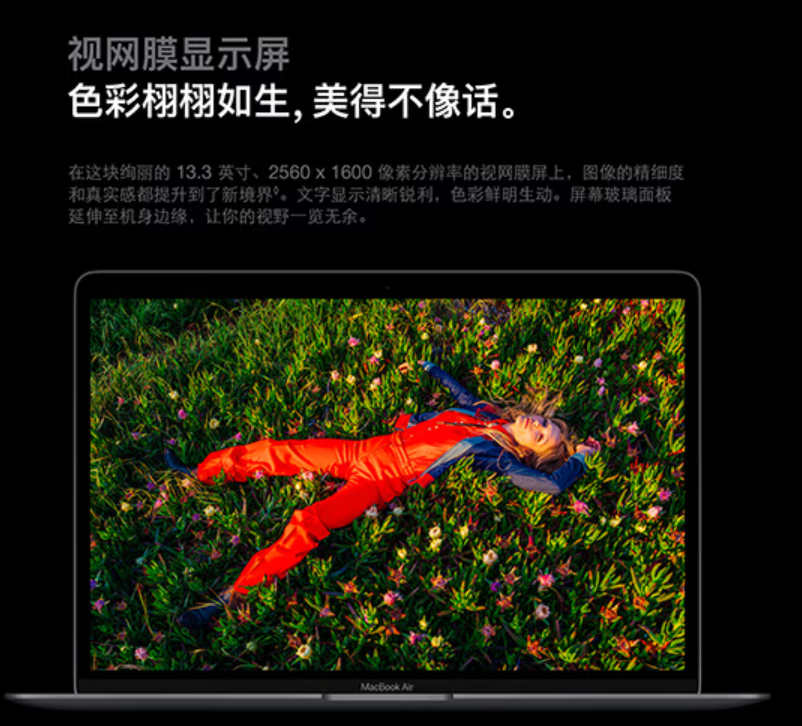 视网膜显示屏
色彩栩栩如生，美得不像话。
在这块绚丽的 13.3 英寸、2560 x 1600 像素分辨率的视网膜屏上，图像的精细度
和真实感都提升到了新境界◊。文字显示清晰锐利，色彩鲜明生动。屏幕玻璃面板
延伸至机身边缘，让你的视野一览无余。
MacBook Air